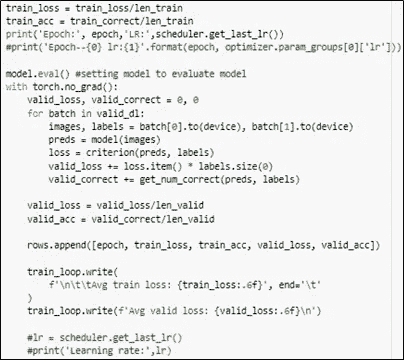 train_loss = train_loss/len_train
train_acc = train_correct/len_train
print('Epoch:', epoch,'LR:',scheduler.get_last_lr())
#print('Epoch--{0} lr:{1}'.format(epoch, optimizer.param_groups[0]['lr']))
model.eval() #setting model to evaluate model
with torch.no_grad():
    valid_loss, valid_correct = 0, 0
    for batch in valid_dl:
        images, labels = batch[0].to(device), batch[1].to(device)
        preds = model(images)
        loss = criterion(preds, labels)
        valid_loss += loss.item() * labels.size(0)
        valid_correct += get_num_correct(preds, labels)
    valid_loss = valid_loss/len_valid
    valid_acc = valid_correct/len_valid
    rows.append([epoch, train_loss, train_acc, valid_loss, valid_acc])
    train_loop.write(
        f'\n\t\tAvg train loss: {train_loss:.6f}', end='\t'
    )
    train_loop.write(f'Avg valid loss: {valid_loss:.6f}\n')
    #lr = scheduler.get_last_lr()
    #print('Learning rate:',lr)